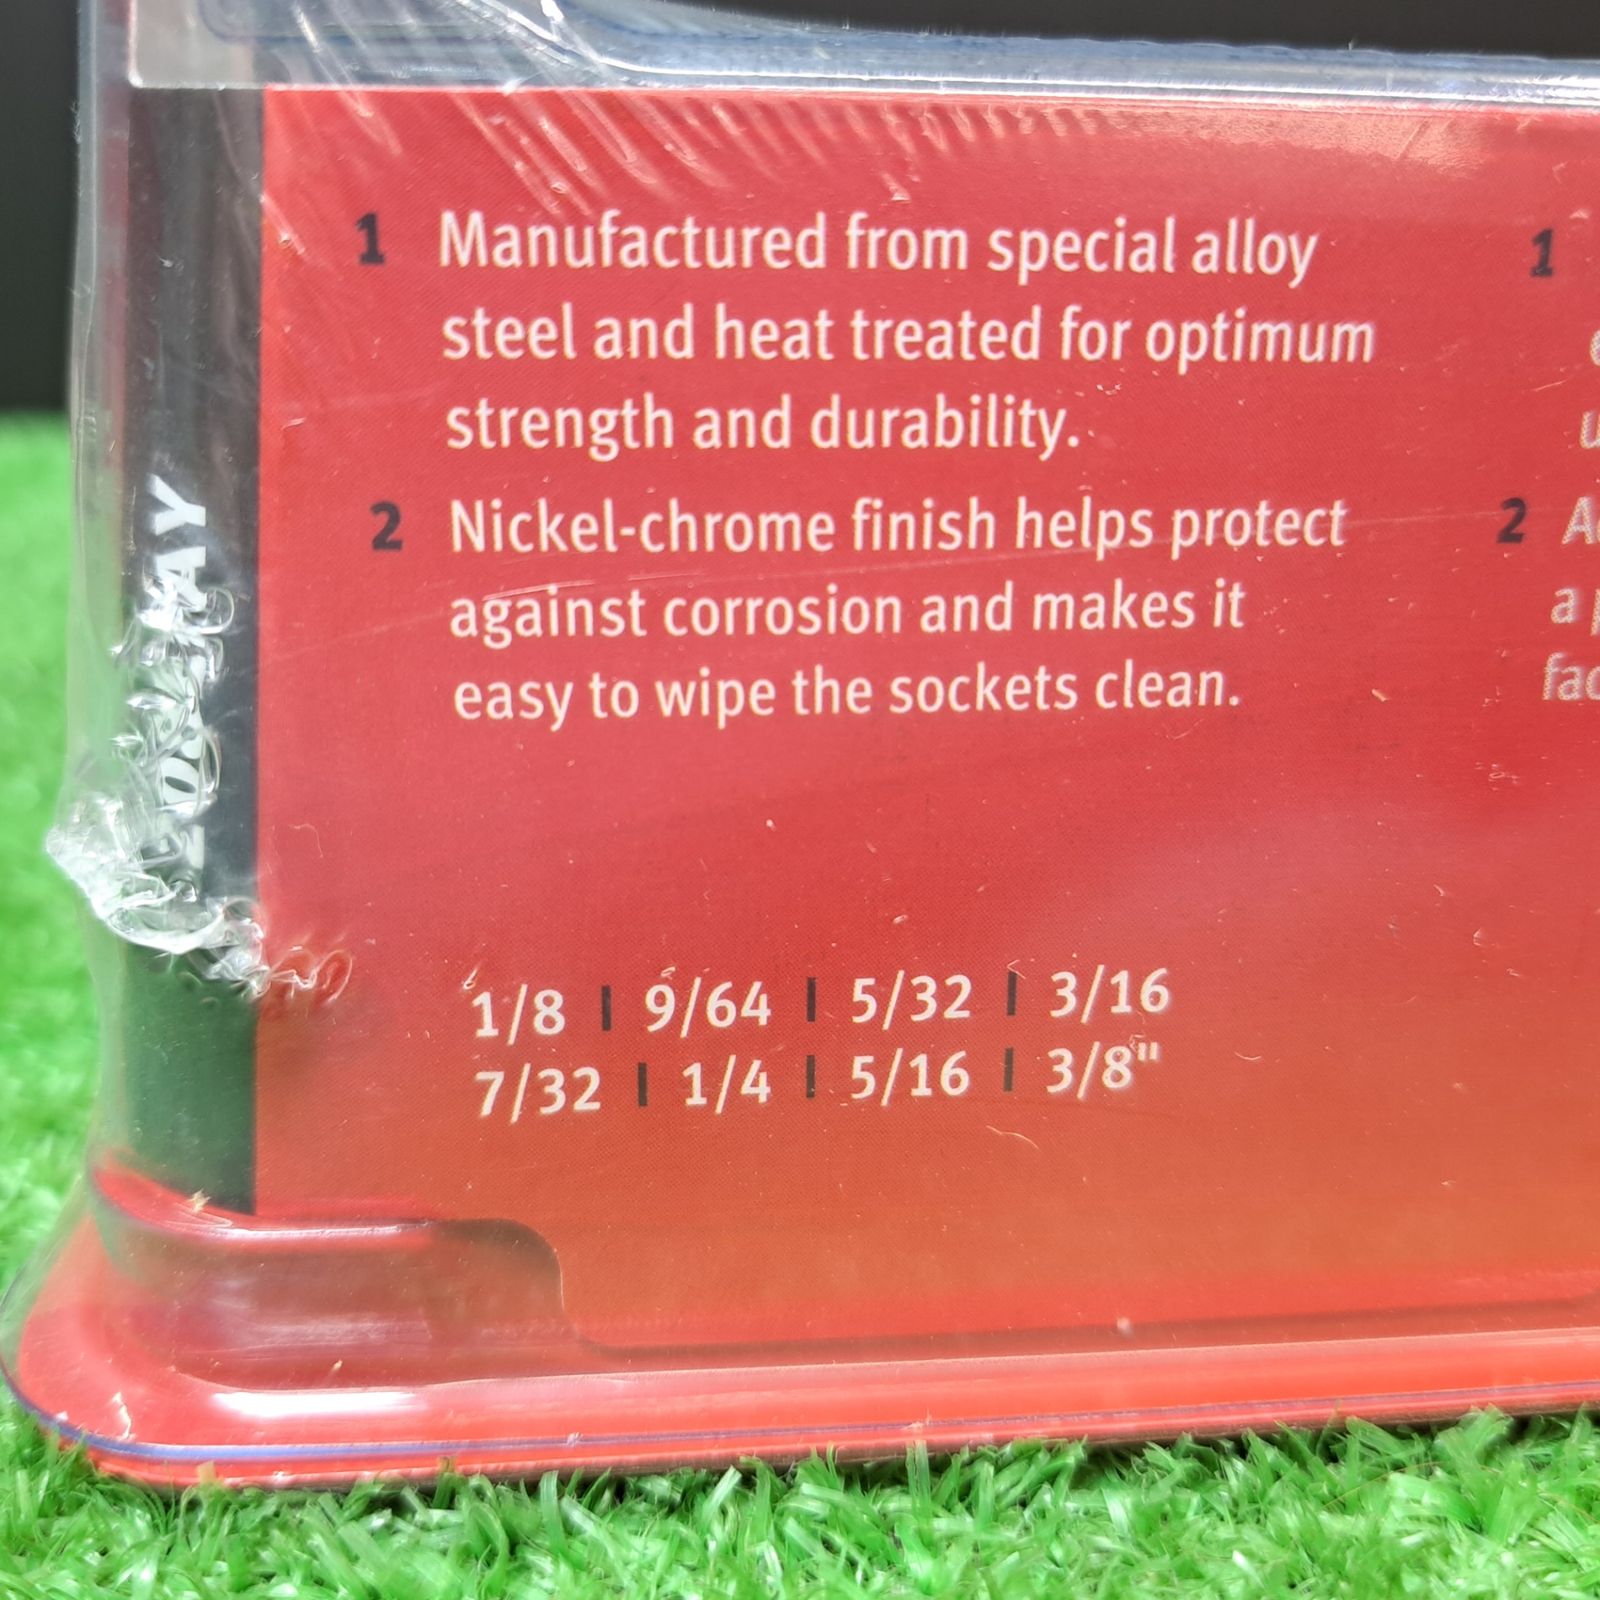 1 Manufactured from special alloy
steel and heat treated for optimum
strength and durability.
2 Nickel-chrome finish helps protect
against corrosion and makes it
easy to wipe the sockets clean.
1/8 | 9/64 | 5/32 | 3/16
7/32 | 1/4 | 5/16 | 3/8"
1
2
a